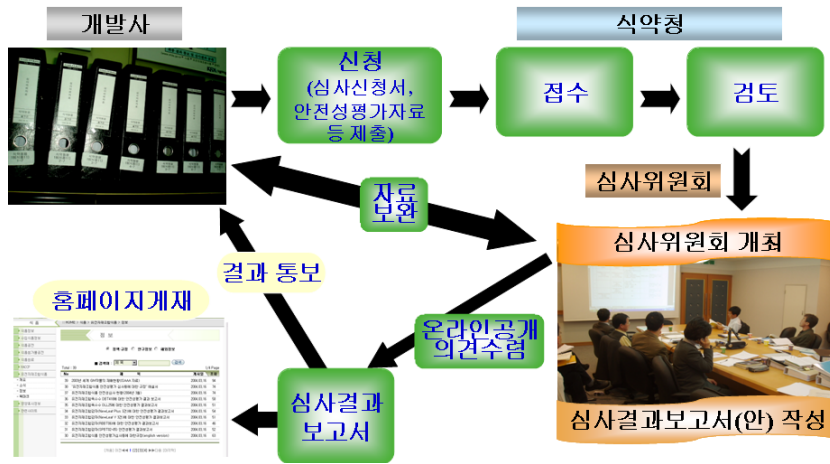 개발사
식약청
신청
(심사신청서,
안전성평가자료
등 제출)
접수
검토
심사위원회
자료
보완
심사위원회 개최
결과 통보
홈페이지게재
온라인공개
의견수렴
심사결과
보고서
심사결과보고서(안) 작성